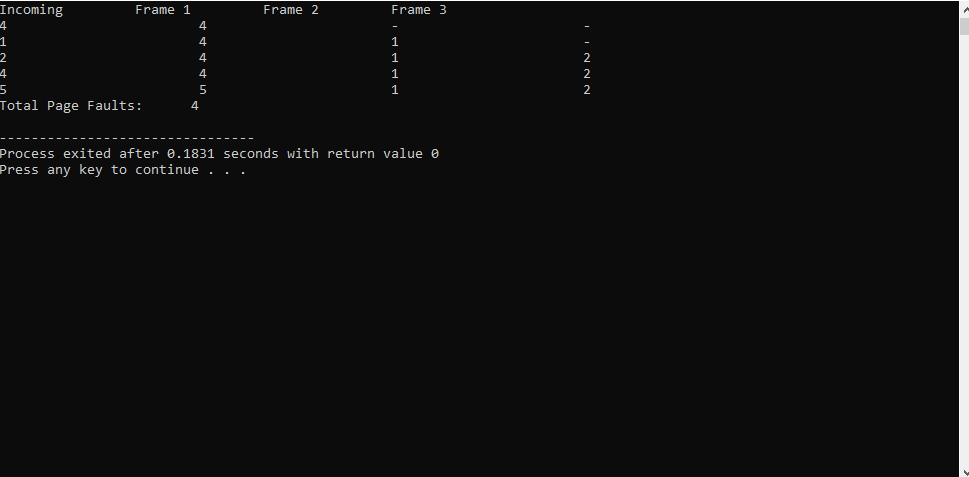 Incoming Frame 1 Frame 2 Frame 3
4 4 - -
1 4 1 -
2 4 1 2
4 4 1 2
5 5 1 2
Total Page Faults: 4
--------------------------------
Process exited after 0.1831 seconds with return value 0
Press any key to continue . . .